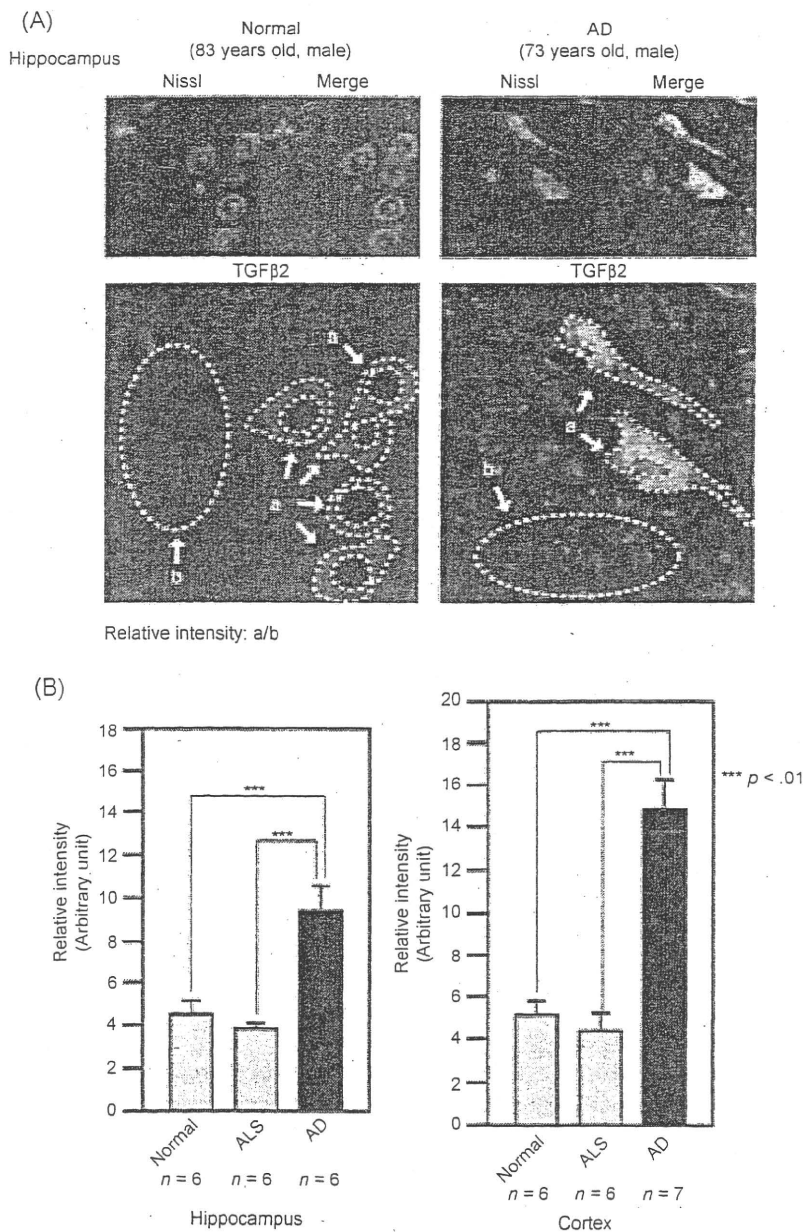 (A)
Normal
(83 years old, male)
AD
(73 years old, male)
Hippocampus
Nissl
Merge
Nissl
Merge
TGFβ2
TGFβ2
a
a
b
a
b
Relative intensity: a/b
(B)
18
16
14
12
10
8
6
4
2
0
Relative intensity
(Arbitrary unit)
***
***
Normal
ALS
AD
n = 6
n = 6
n = 6
Hippocampus
20
18
16
14
12
10
8
6
4
2
0
Relative intensity
(Arbitrary unit)
***
***
*** p < .01
Normal
ALS
AD
n = 6
n = 6
n = 7
Cortex